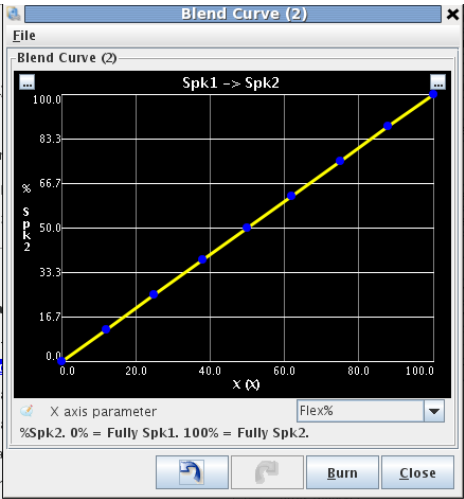 Blend Curve (2)
File
Blend Curve (2)
... Spk1 -> Spk2 ...
100.0
83.3
66.7
50.0
33.3
16.7
0.0
% Spk2
0.0 20.0 40.0 60.0 80.0 100.0
X (X)
X axis parameter Flex%
%Spk2. 0% = Fully Spk1. 100% = Fully Spk2.
Burn Close